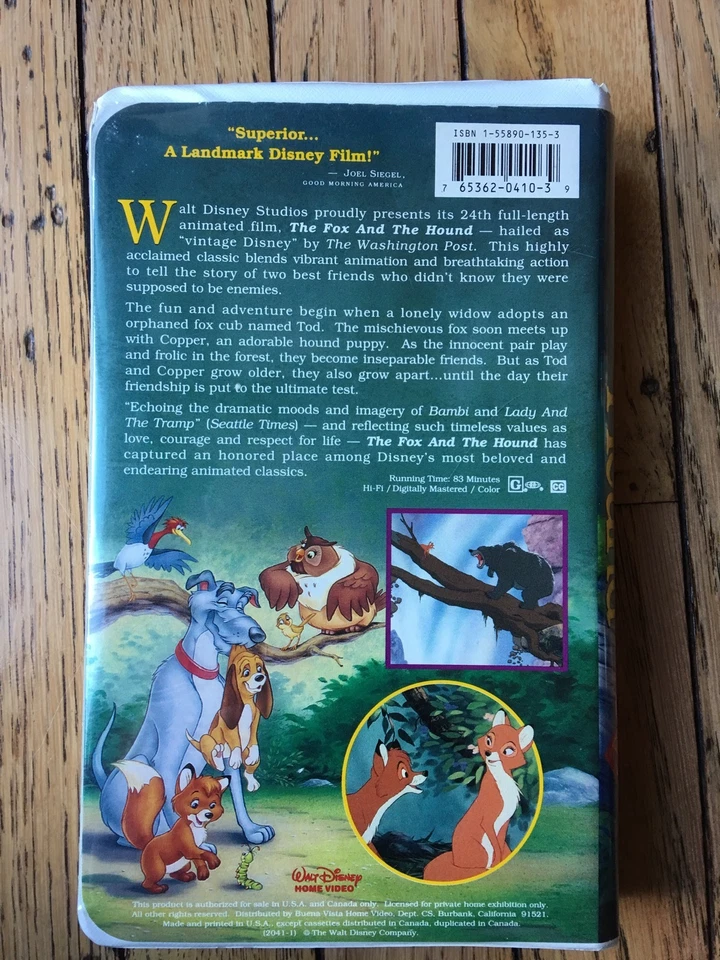 "Superior...
A Landmark Disney Film!"
— JOEL SIEGEL,
GOOD MORNING AMERICA
ISBN 1-55890-135-3
7 65362-0410-3 9
Walt Disney Studios proudly presents its 24th full-length
animated film, The Fox And The Hound — hailed as
"vintage Disney" by The Washington Post. This highly
acclaimed classic blends vibrant animation and breathtaking action
to tell the story of two best friends who didn't know they were
supposed to be enemies.
The fun and adventure begin when a lonely widow adopts an
orphaned fox cub named Tod. The mischievous fox soon meets up
with Copper, an adorable hound puppy. As the innocent pair play
and frolic in the forest, they become inseparable friends. But as Tod
and Copper grow older, they also grow apart...until the day their
friendship is put to the ultimate test.
"Echoing the dramatic moods and imagery of Bambi and Lady And
The Tramp" (Seattle Times) — and reflecting such timeless values as
love, courage and respect for life — The Fox And The Hound has
captured an honored place among Disney's most beloved and
endearing animated classics.
Running Time: 83 Minutes
Hi-Fi / Digitally Mastered / Color G CC
WALT DISNEY
HOME VIDEO
This product is authorized for sale in U.S.A. and Canada only. Licensed for private home exhibition only.
All other rights reserved. Distributed by Buena Vista Home Video, Dept. CS, Burbank, California 91521.
Made and printed in U.S.A., except cassettes distributed in Canada, duplicated in Canada.
(2041-1) © The Walt Disney Company.